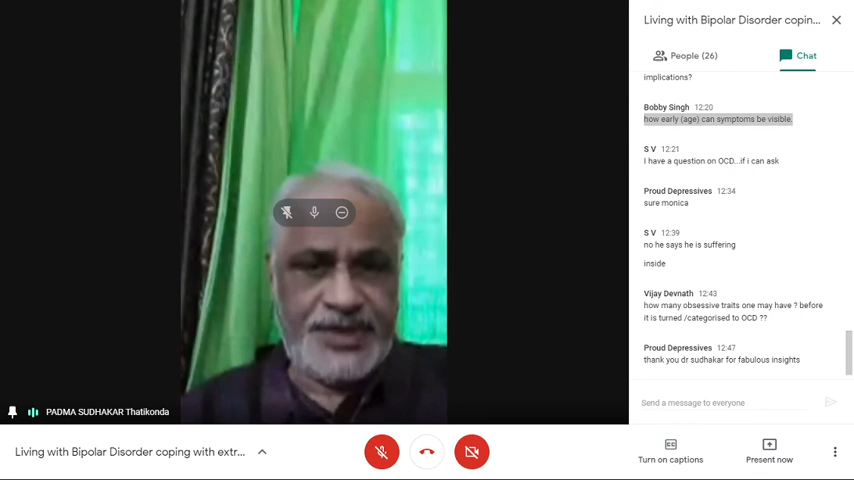 Living with Bipolar Disorder copin...
People (26)
Chat
implications?
Bobby Singh 12:20
how early (age) can symptoms be visible.
S V 12:21
I have a question on OCD...if i can ask
Proud Depressives 12:34
sure monica
S V 12:39
no he says he is suffering
inside
Vijay Devnath 12:43
how many obsessive traits one may have ? before
it is turned /categorised to OCD ??
Proud Depressives 12:47
thank you dr sudhakar for fabulous insights
Send a message to everyone
PADMA SUDHAKAR Thatikonda
Living with Bipolar Disorder coping with extr...
Turn on captions
Present now